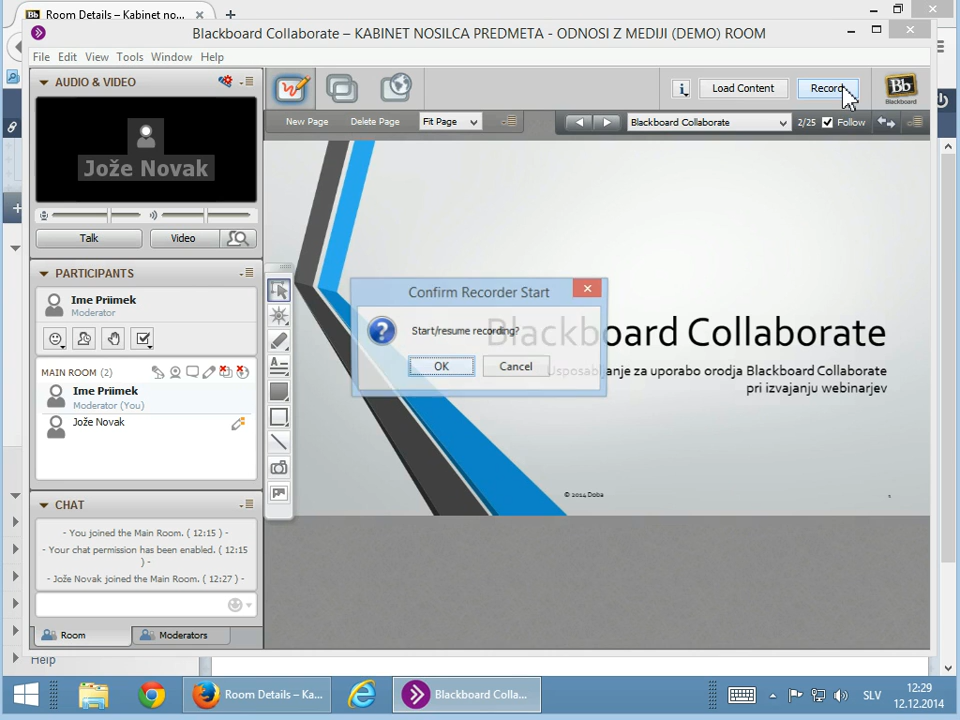 Room Details – Kabinet no...
Blackboard Collaborate – KABINET NOSILCA PREDMETA - ODNOSI Z MEDIJI (DEMO) ROOM
File Edit View Tools Window Help
AUDIO & VIDEO
Jože Novak
Talk
Video
PARTICIPANTS
Ime Priimek
Moderator
MAIN ROOM (2)
Ime Priimek
Moderator (You)
Jože Novak
CHAT
- You joined the Main Room. ( 12:15 ) -
- Your chat permission has been enabled. ( 12:15
) -
- Jože Novak joined the Main Room. ( 12:27 ) -
Room
Moderators
Help
Load Content
Record
Bb
Blackboard
New Page
Delete Page
Fit Page
Blackboard Collaborate
2/25
Follow
Confirm Recorder Start
Start/resume recording?
OK
Cancel
Blackboard Collaborate
Usposabljanje za uporabo orodja Blackboard Collaborate
pri izvajanju webinarjev
© 2014 Doba
Room Details – Ka...
Blackboard Colla...
SLV
12:29
12.12.2014